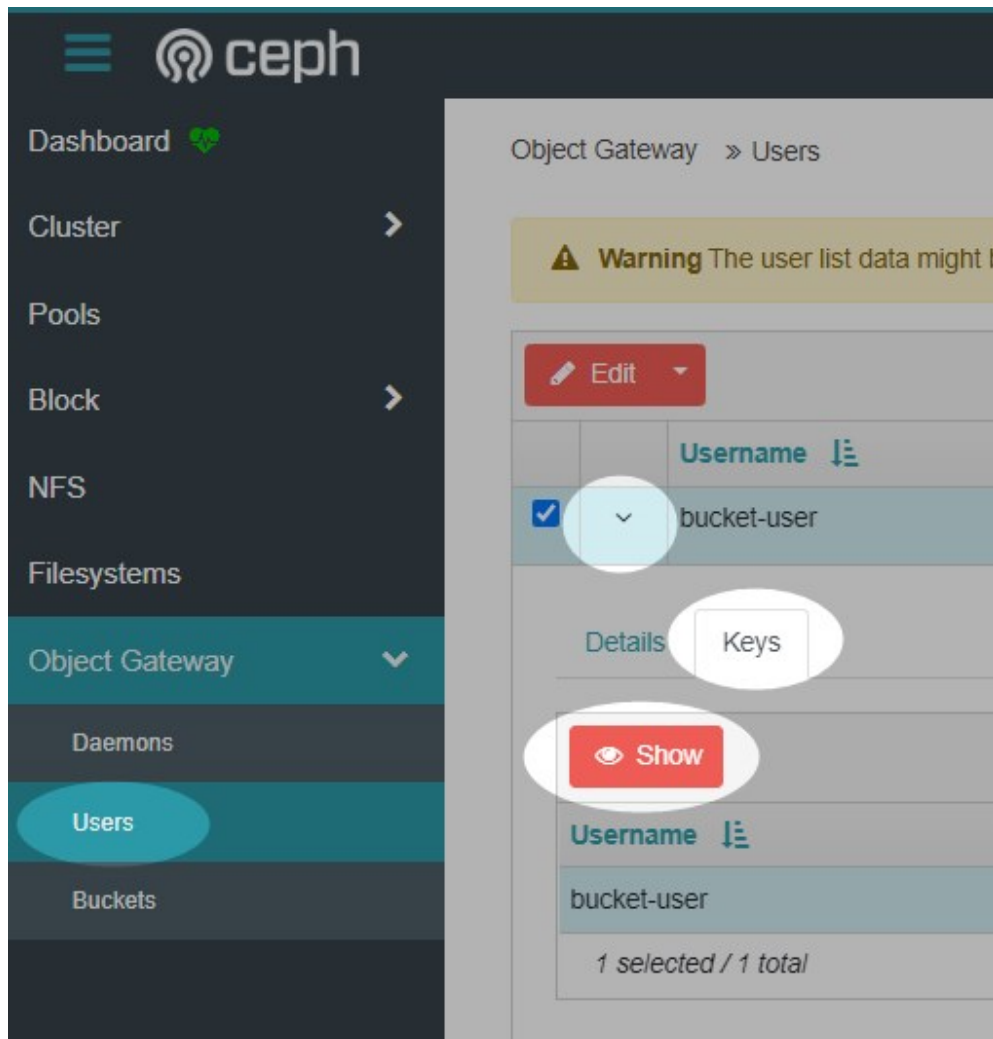 ceph
Dashboard
Cluster
Pools
Block
NFS
Filesystems
Object Gateway
Daemons
Users
Buckets
Object Gateway » Users
Warning The user list data might
Edit
Username
bucket-user
Details Keys
Show
Username
bucket-user
1 selected / 1 total